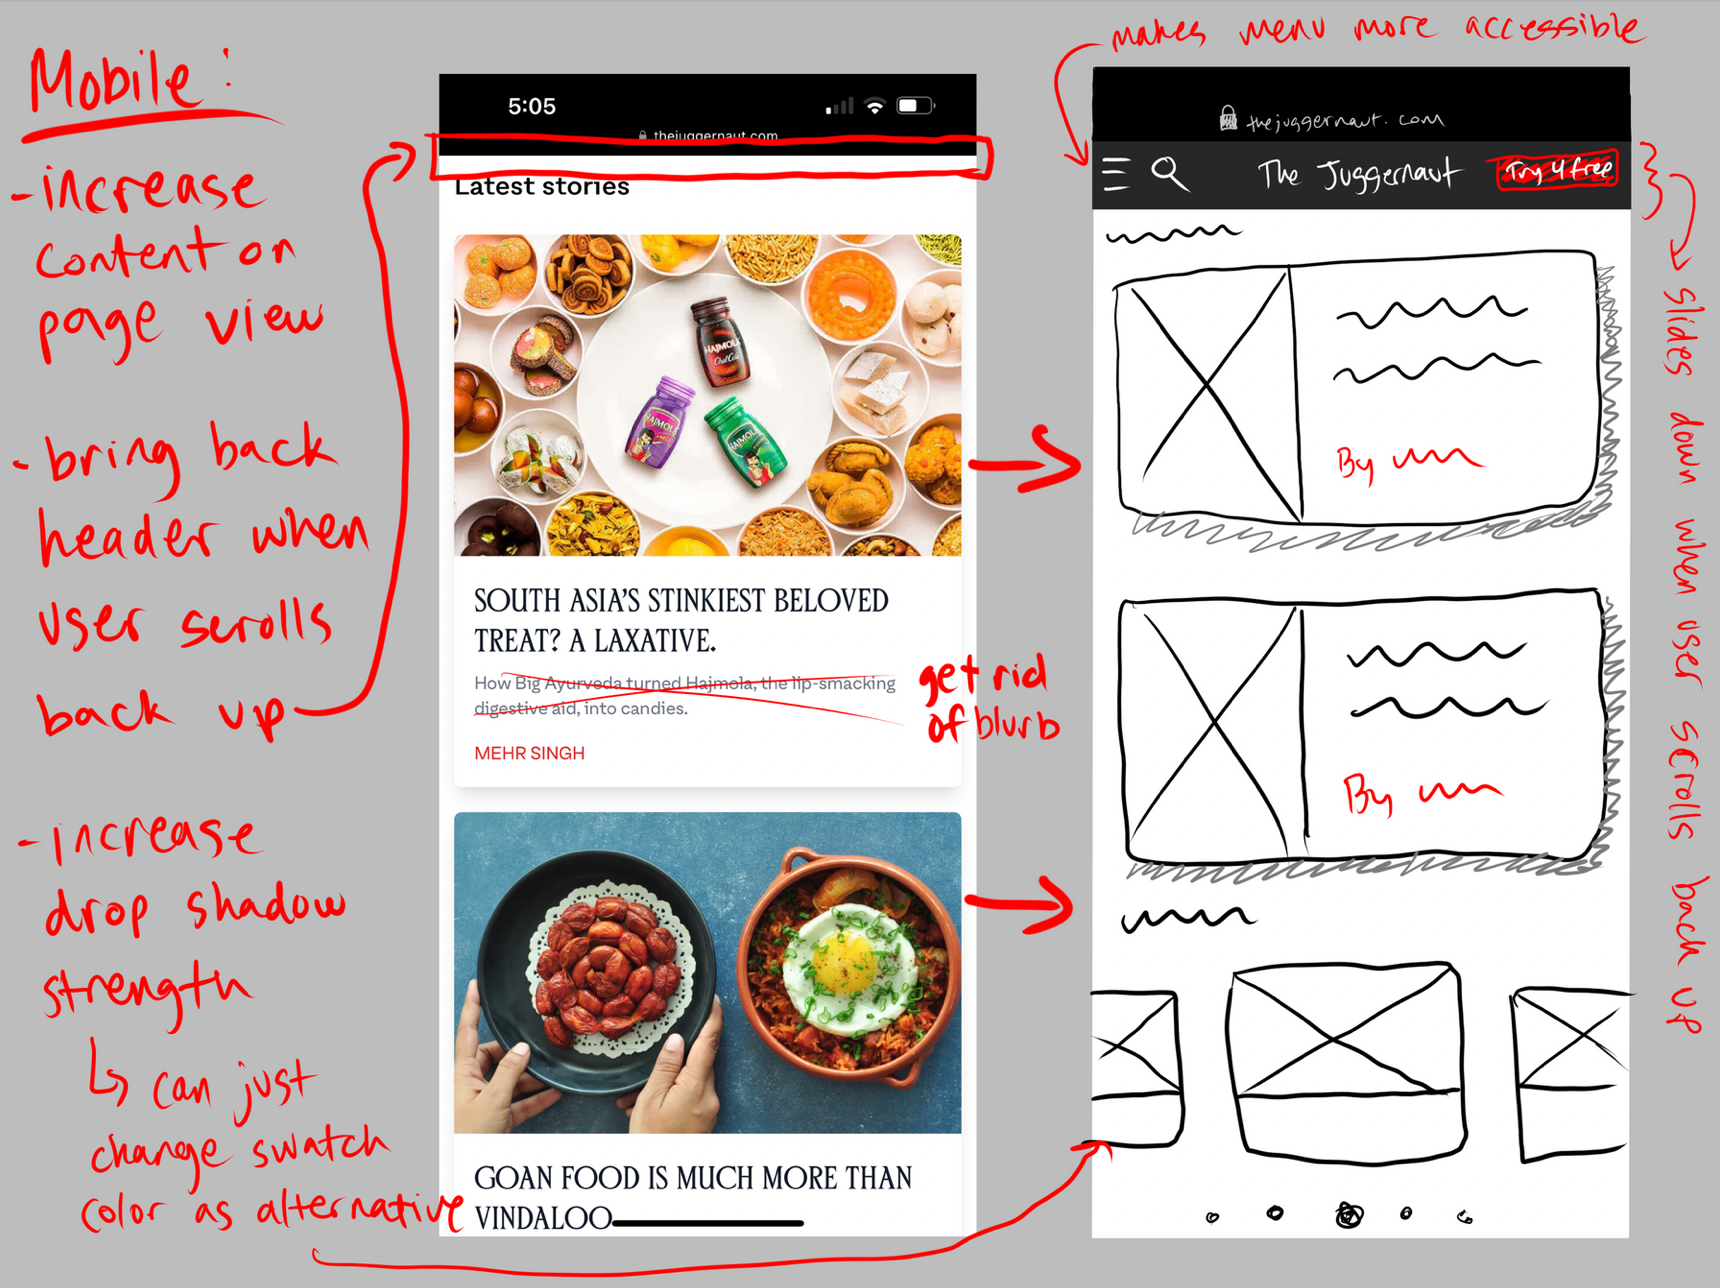 Mobile:
- increase
content on
page view
- bring back
header when
user scrolls
back up
- increase
drop shadow
strength
↳ can just
change swatch
color as alternative
5:05
thejuggernaut.com
Latest stories
HAJMOLA
HAJMOLA
HAJMOLA
SOUTH ASIA'S STINKIEST BELOVED
TREAT? A LAXATIVE.
How Big Ayurveda turned Hajmola, the lip-smacking
digestive aid, into candies.
MEHR SINGH
get rid
of blurb
GOAN FOOD IS MUCH MORE THAN
VINDALOO
makes menu more accessible
thejuggernaut.com
The Juggernaut
Try 4 free
By
By
slides down when user scrolls back up